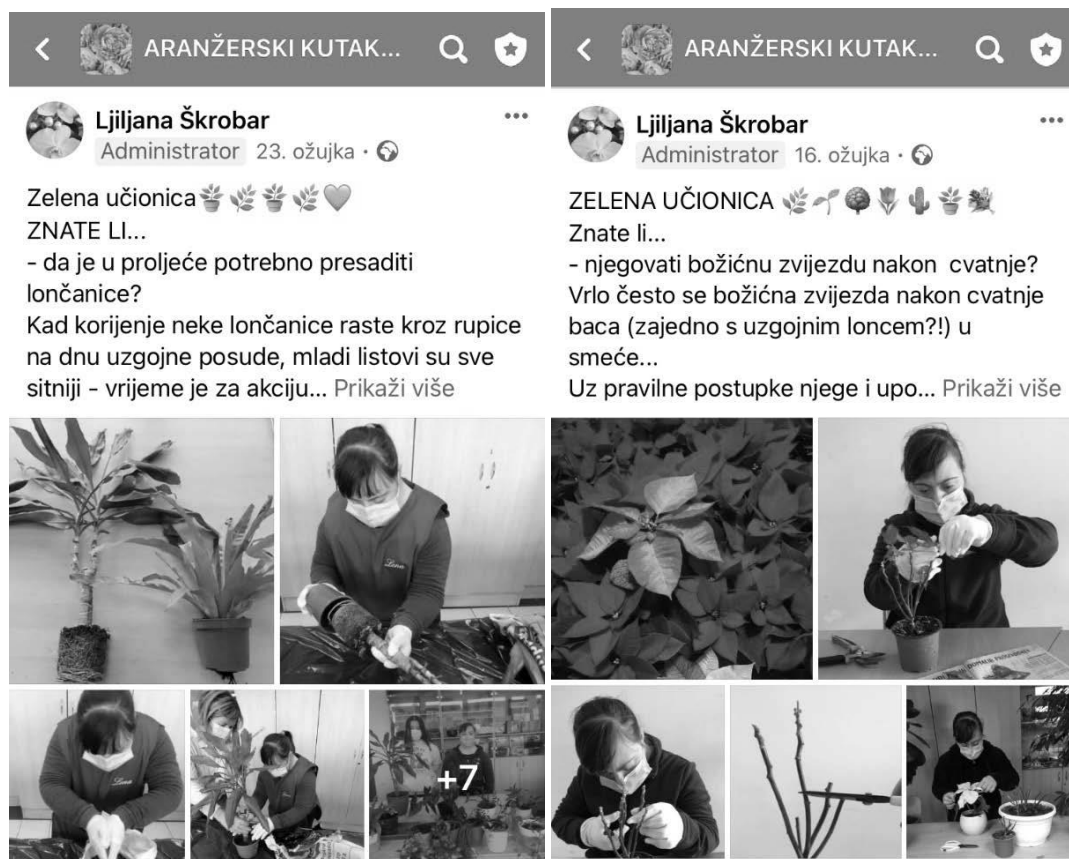 ARANŽERSKI KUTAK...
Ljiljana Škrobar
Administrator 23. ožujka ·
Zelena učionica
ZNATE LI...
- da je u proljeće potrebno presaditi
lončanice?
Kad korijenje neke lončanice raste kroz rupice
na dnu uzgojne posude, mladi listovi su sve
sitniji - vrijeme je za akciju... Prikaži više
Luna
Luna
+7
ARANŽERSKI KUTAK...
Ljiljana Škrobar
Administrator 16. ožujka ·
ZELENA UČIONICA
Znate li...
- njegovati božićnu zvijezdu nakon cvatnje?
Vrlo često se božićna zvijezda nakon cvatnje
baca (zajedno s uzgojnim loncem?!) u
smeće...
Uz pravilne postupke njege i upo... Prikaži više